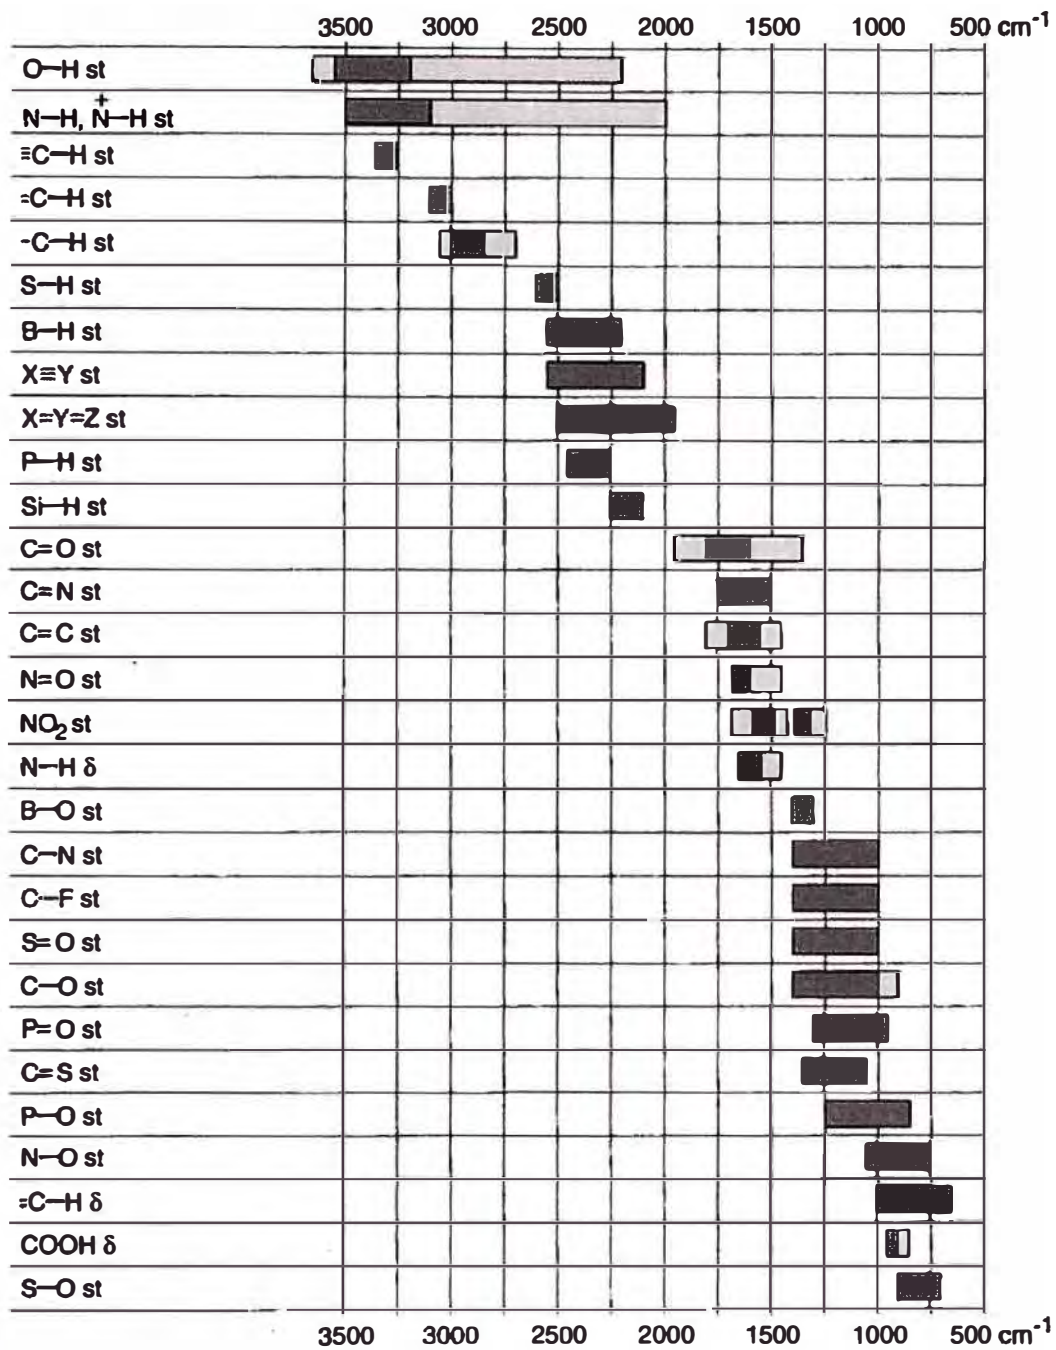 3500 3000 2500 2000 1500 1000 500 cm⁻¹
O—H st
N—H, N⁺—H st
≡C—H st
=C—H st
-C—H st
S—H st
B—H st
X≡Y st
X=Y=Z st
P—H st
Si—H st
C=O st
C=N st
C=C st
N=O st
NO₂ st
N—H δ
B—O st
C—N st
C—F st
S=O st
C—O st
P=O st
C=S st
P—O st
N—O st
=C—H δ
COOH δ
S—O st
3500 3000 2500 2000 1500 1000 500 cm⁻¹